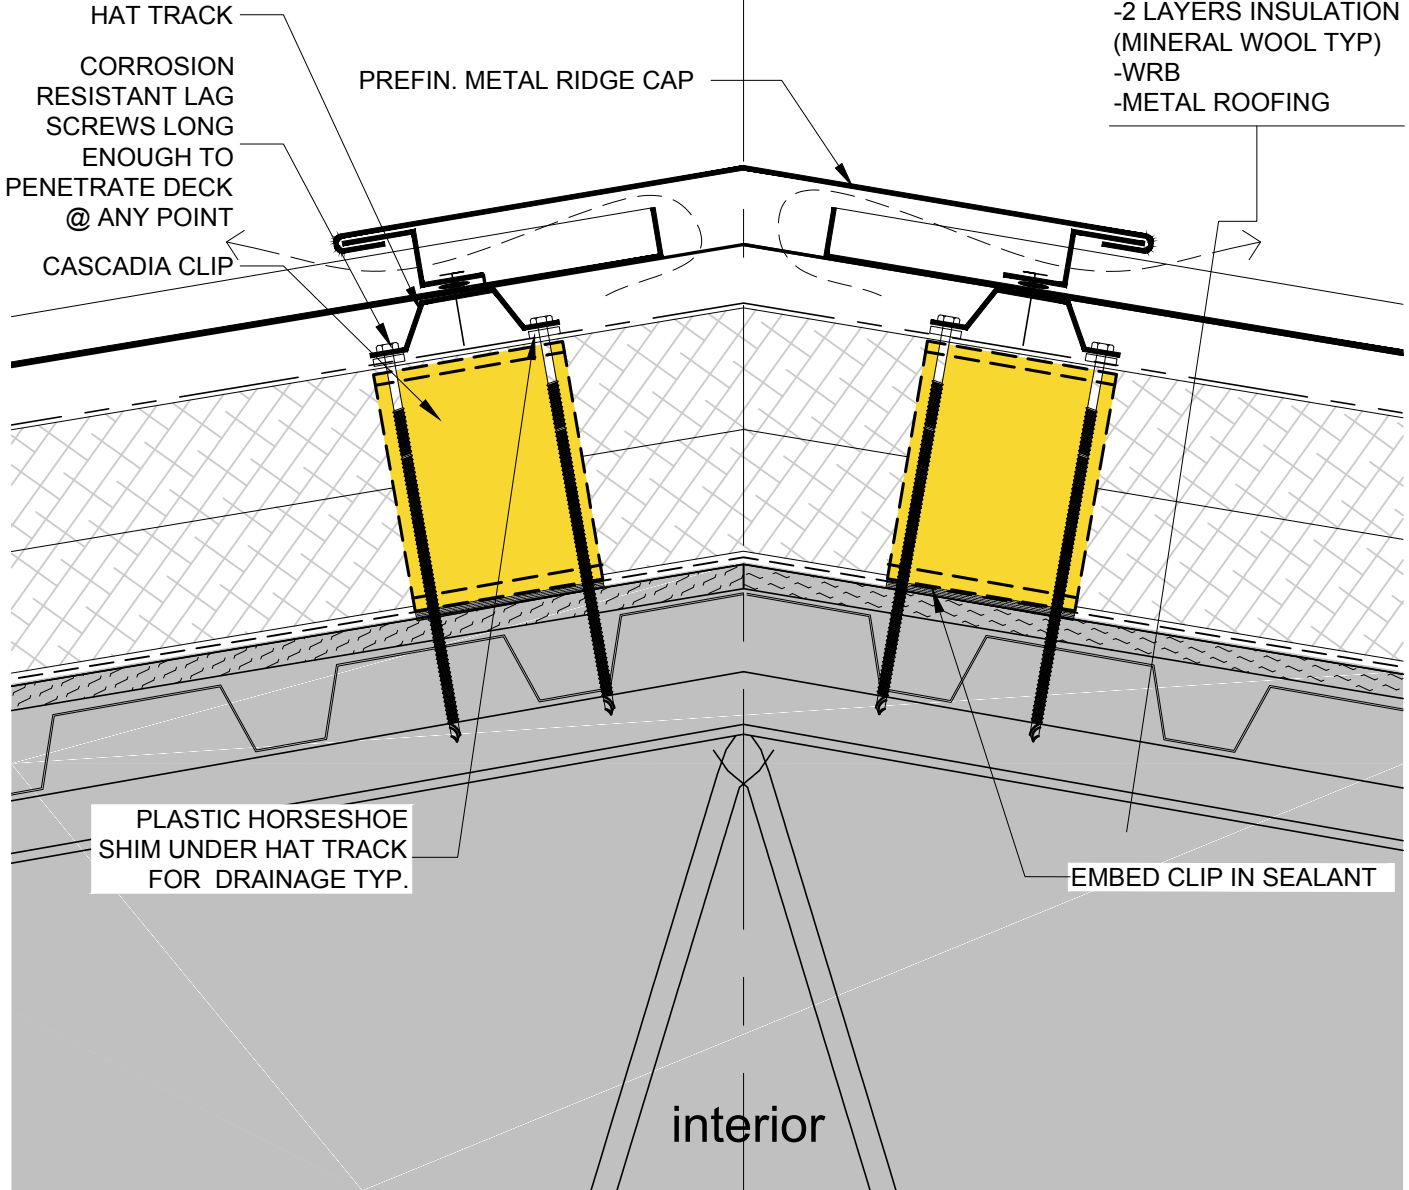 HAT TRACK
CORROSION
RESISTANT LAG
SCREWS LONG
ENOUGH TO
PENETRATE DECK
@ ANY POINT
CASCADIA CLIP
PREFIN. METAL RIDGE CAP
-2 LAYERS INSULATION
(MINERAL WOOL TYP)
-WRB
-METAL ROOFING
PLASTIC HORSESHOE
SHIM UNDER HAT TRACK
FOR DRAINAGE TYP.
EMBED CLIP IN SEALANT
interior